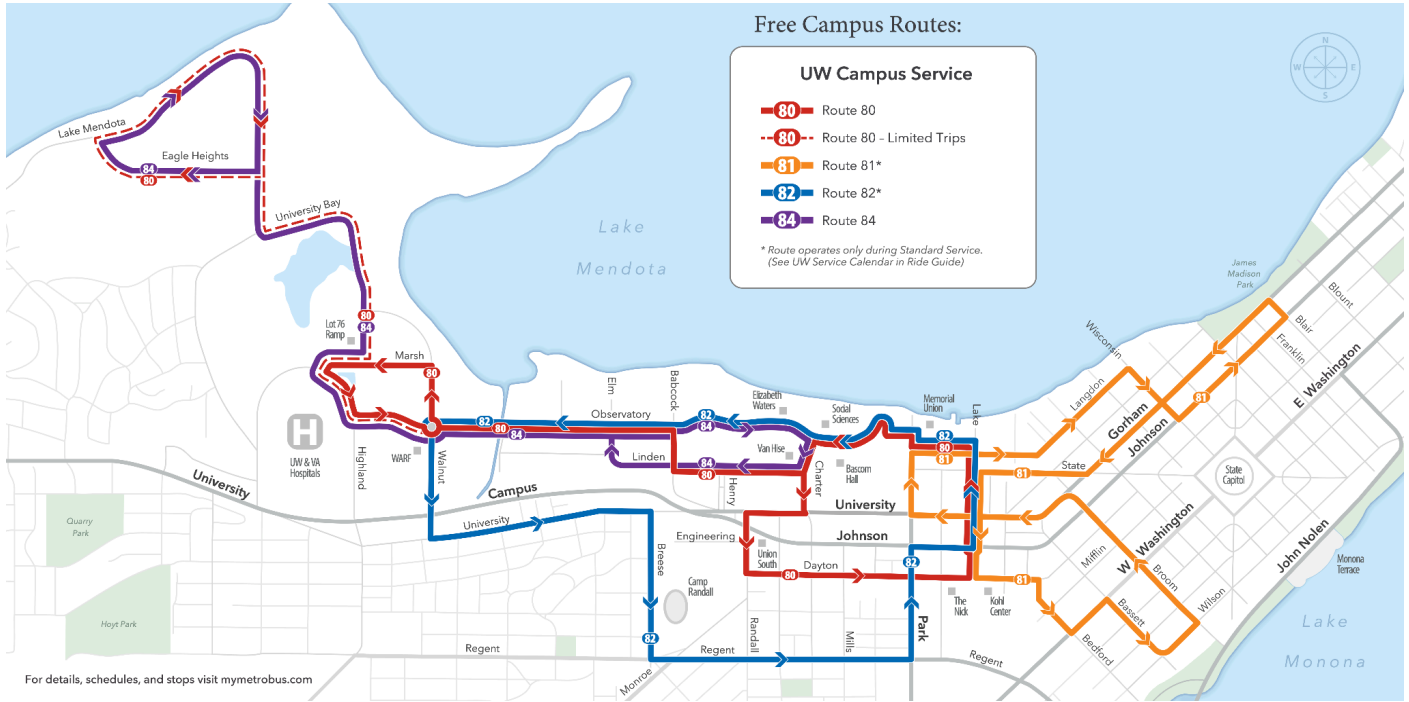 Free Campus Routes:
UW Campus Service
80 Route 80
80 Route 80 - Limited Trips
81 Route 81*
82 Route 82*
84 Route 84
* Route operates only during Standard Service.
(See UW Service Calendar in Ride Guide)
N
W E
S
Lake Mendota
Eagle Heights
84
80
University Bay
Lake
Mendota
James
Madison
Park
Blount
Blair
Franklin
E Washington
80
84
Lot 76
Ramp
Marsh
80
Wisconsin
Langdon
81
Gorham
Johnson
Elm
Babcock
Elizabeth
Waters
Social
Sciences
Memorial
Union
Lake
82
Observatory
80
84
82
84
82
80
81
UW & VA
Hospitals
H
Highland
WARF
Walnut
Linden
84
80
Van Hise
Bascom
Hall
Henry
Charter
State
81
State
Capitol
University
Campus
University
University
Johnson
Engineering
Union
South
Dayton
80
82
Quarry
Park
Breese
Camp
Randall
82
The
Nick
Kohl
Center
81
Mifflin
W Washington
Broom
Bassett
Wilson
Bedford
John Nolen
Monona
Terrace
Hoyt Park
Regent
Monroe
Regent
Randall
Mills
Park
Regent
Lake
Monona
For details, schedules, and stops visit mymetrobus.com